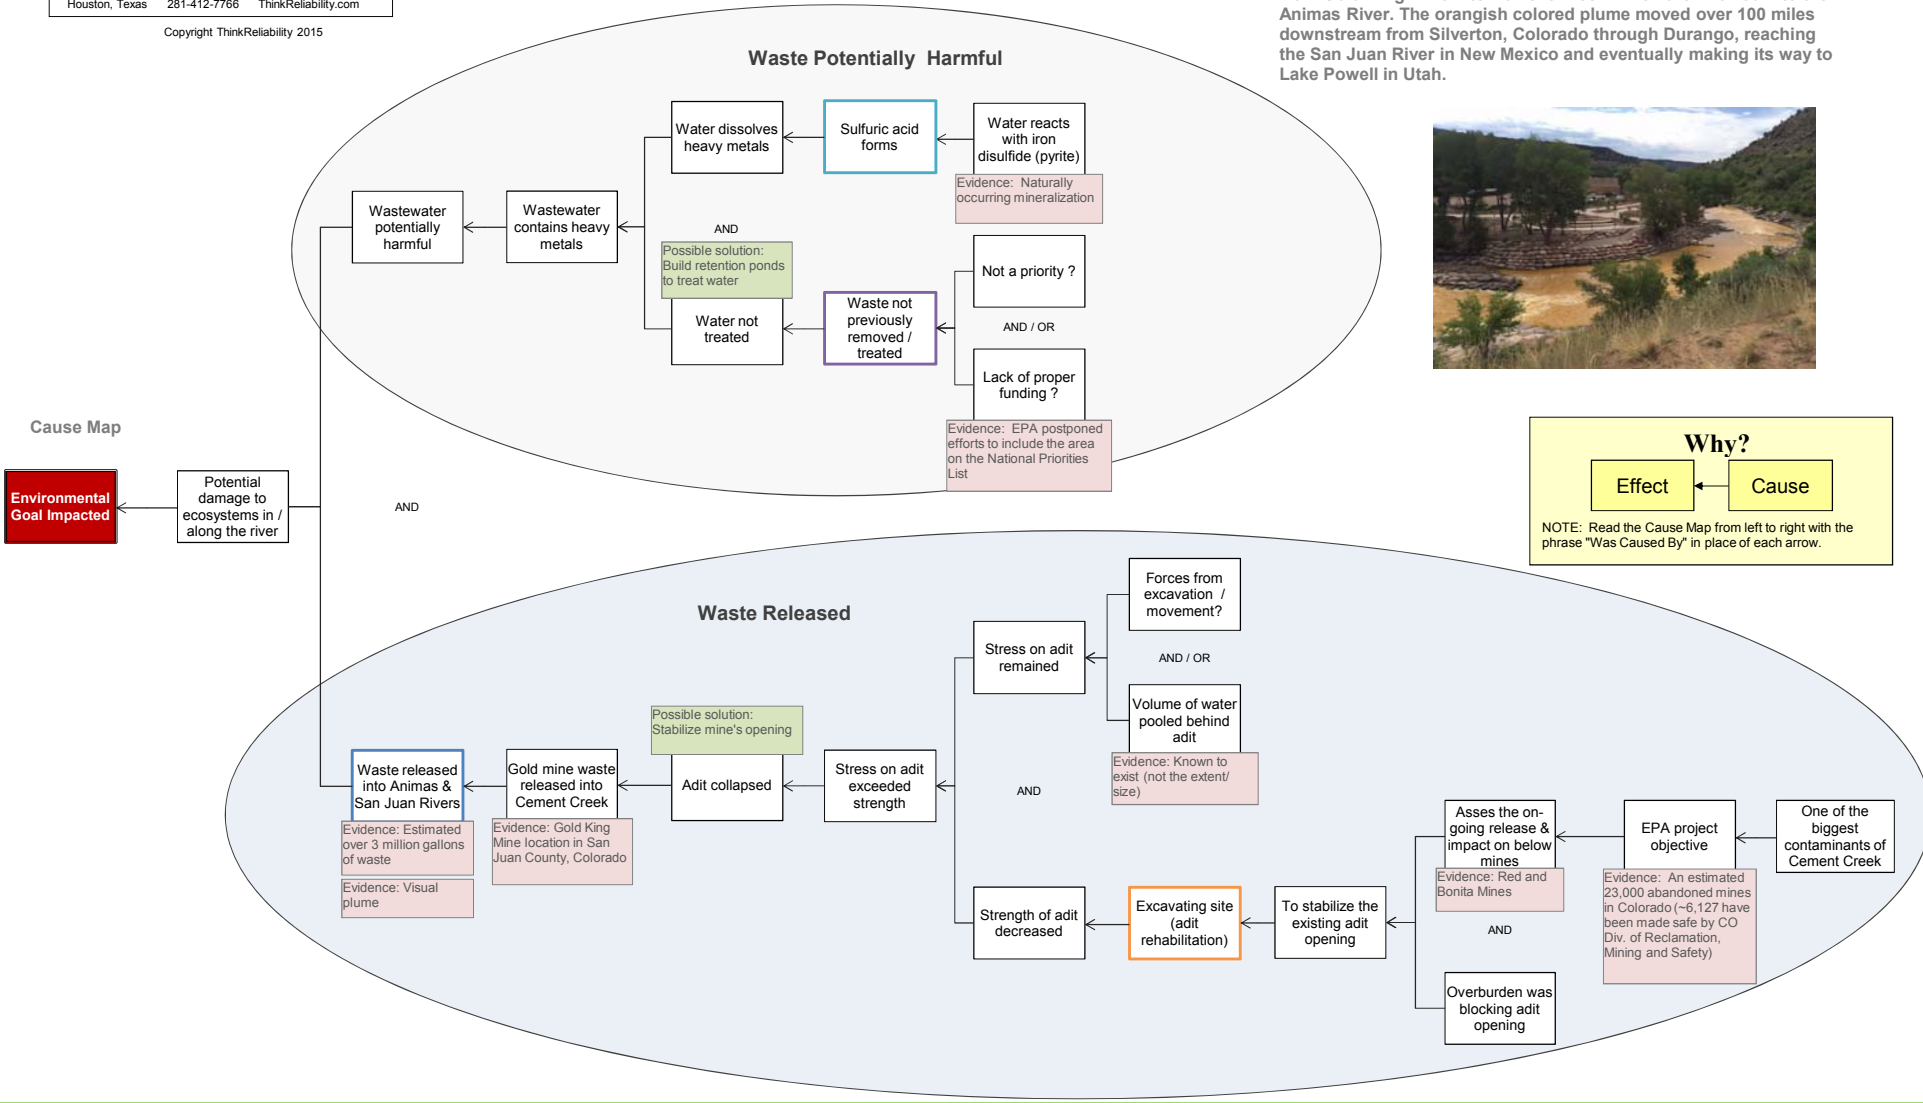 Houston, Texas 281-412-7766 ThinkReliability.com
Copyright ThinkReliability 2015
Animas River. The orangish colored plume moved over 100 miles
downstream from Silverton, Colorado through Durango, reaching
the San Juan River in New Mexico and eventually making its way to
Lake Powell in Utah.
Waste Potentially Harmful
Water dissolves
heavy metals
Sulfuric acid
forms
Water reacts
with iron
disulfide (pyrite)
Evidence: Naturally
occurring mineralization
Wastewater
potentially
harmful
Wastewater
contains heavy
metals
AND
Possible solution:
Build retention ponds
to treat water
Water not
treated
Waste not
previously
removed /
treated
Not a priority ?
AND / OR
Lack of proper
funding ?
Evidence: EPA postponed
efforts to include the area
on the National Priorities
List
Cause Map
Environmental
Goal Impacted
Potential
damage to
ecosystems in /
along the river
AND
Why?
Effect
Cause
NOTE: Read the Cause Map from left to right with the
phrase "Was Caused By" in place of each arrow.
Waste Released
Forces from
excavation /
movement?
Stress on adit
remained
AND / OR
Volume of water
pooled behind
adit
Evidence: Known to
exist (not the extent/
size)
Possible solution:
Stabilize mine's opening
Waste released
into Animas &
San Juan Rivers
Evidence: Estimated
over 3 million gallons
of waste
Evidence: Visual
plume
Gold mine waste
released into
Cement Creek
Evidence: Gold King
Mine location in San
Juan County, Colorado
Adit collapsed
Stress on adit
exceeded
strength
AND
Strength of adit
decreased
Excavating site
(adit
rehabilitation)
To stabilize the
existing adit
opening
Asses the on-
going release &
impact on below
mines
Evidence: Red and
Bonita Mines
AND
Overburden was
blocking adit
opening
EPA project
objective
Evidence: An estimated
23,000 abandoned mines
in Colorado (~6,127 have
been made safe by CO
Div. of Reclamation,
Mining and Safety)
One of the
biggest
contaminants of
Cement Creek